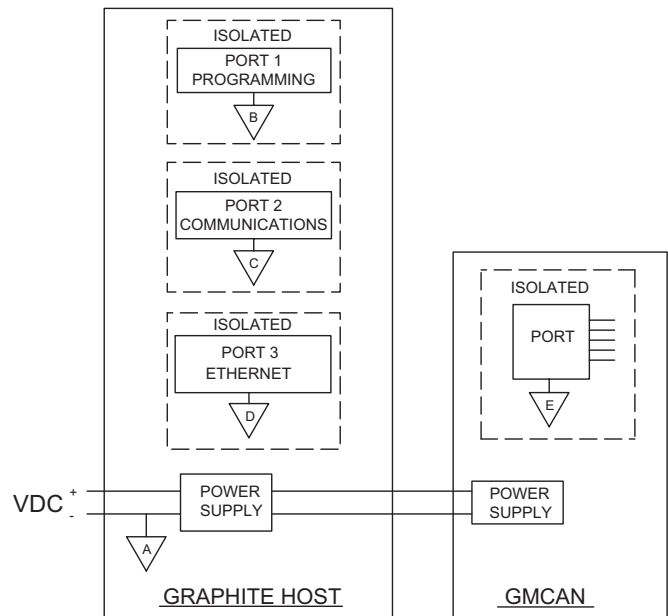 ISOLATED
PORT 1
PROGRAMMING
B
ISOLATED
PORT 2
COMMUNICATIONS
C
ISOLATED
PORT 3
ETHERNET
D
VDC + -
POWER
SUPPLY
A
GRAPHITE HOST
ISOLATED
PORT
E
POWER
SUPPLY
GMCAN